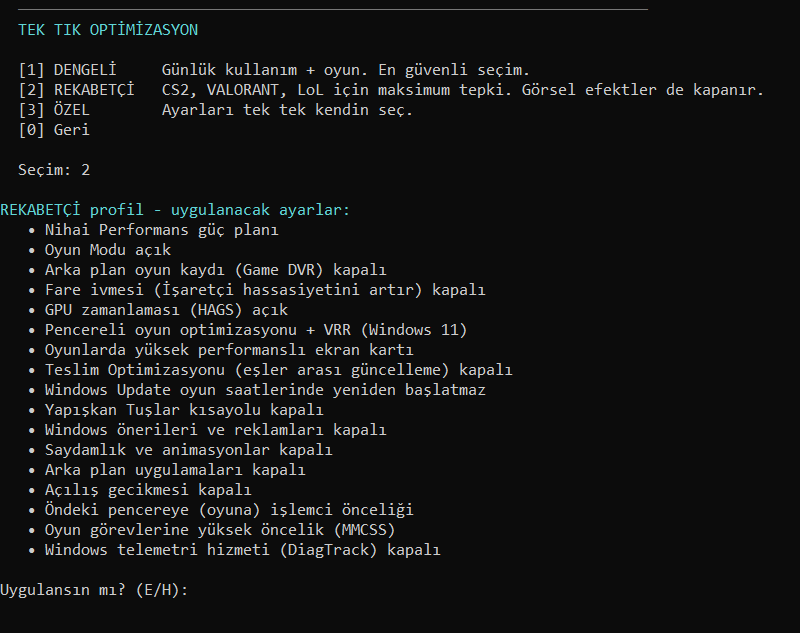 TEK TIK OPTİMİZASYON
[1] DENGELİ     Günlük kullanım + oyun. En güvenli seçim.
[2] REKABETÇİ   CS2, VALORANT, LoL için maksimum tepki. Görsel efektler de kapanır.
[3] ÖZEL        Ayarları tek tek kendin seç.
[0] Geri
Seçim: 2
REKABETÇİ profil - uygulanacak ayarlar:
• Nihai Performans güç planı
• Oyun Modu açık
• Arka plan oyun kaydı (Game DVR) kapalı
• Fare ivmesi (İşaretçi hassasiyetini artır) kapalı
• GPU zamanlaması (HAGS) açık
• Pencereli oyun optimizasyonu + VRR (Windows 11)
• Oyunlarda yüksek performanslı ekran kartı
• Teslim Optimizasyonu (eşler arası güncelleme) kapalı
• Windows Update oyun saatlerinde yeniden başlatmaz
• Yapışkan Tuşlar kısayolu kapalı
• Windows önerileri ve reklamları kapalı
• Saydamlık ve animasyonlar kapalı
• Arka plan uygulamaları kapalı
• Açılış gecikmesi kapalı
• Öndeki pencereye (oyuna) işlemci önceliği
• Oyun görevlerine yüksek öncelik (MMCSS)
• Windows telemetri hizmeti (DiagTrack) kapalı
Uygulansın mı? (E/H):